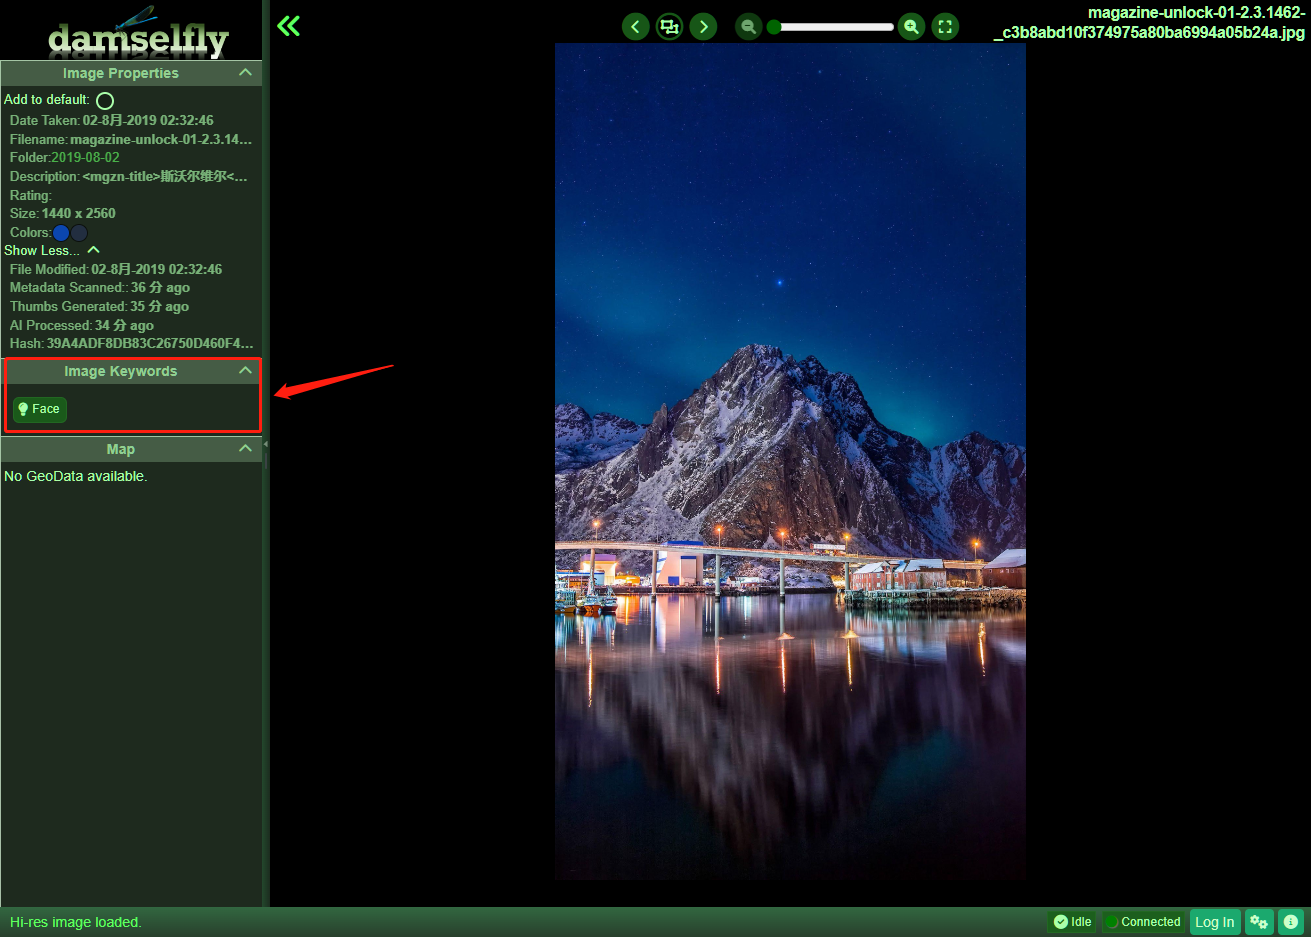 damselfly
magazine-unlock-01-2.3.1462-
_c3b8abd10f374975a80ba6994a05b24a.jpg
Image Properties
Add to default:
Date Taken: 02-8月-2019 02:32:46
Filename: magazine-unlock-01-2.3.14...
Folder:2019-08-02
Description: <mgzn-title>斯沃尔维尔<...
Rating:
Size: 1440 x 2560
Colors:
Show Less...
File Modified: 02-8月-2019 02:32:46
Metadata Scanned:: 36 分 ago
Thumbs Generated: 35 分 ago
AI Processed: 34 分 ago
Hash: 39A4ADF8DB83C26750D460F4...
Image Keywords
Face
Map
No GeoData available.
Hi-res image loaded.
Idle
Connected
Log In